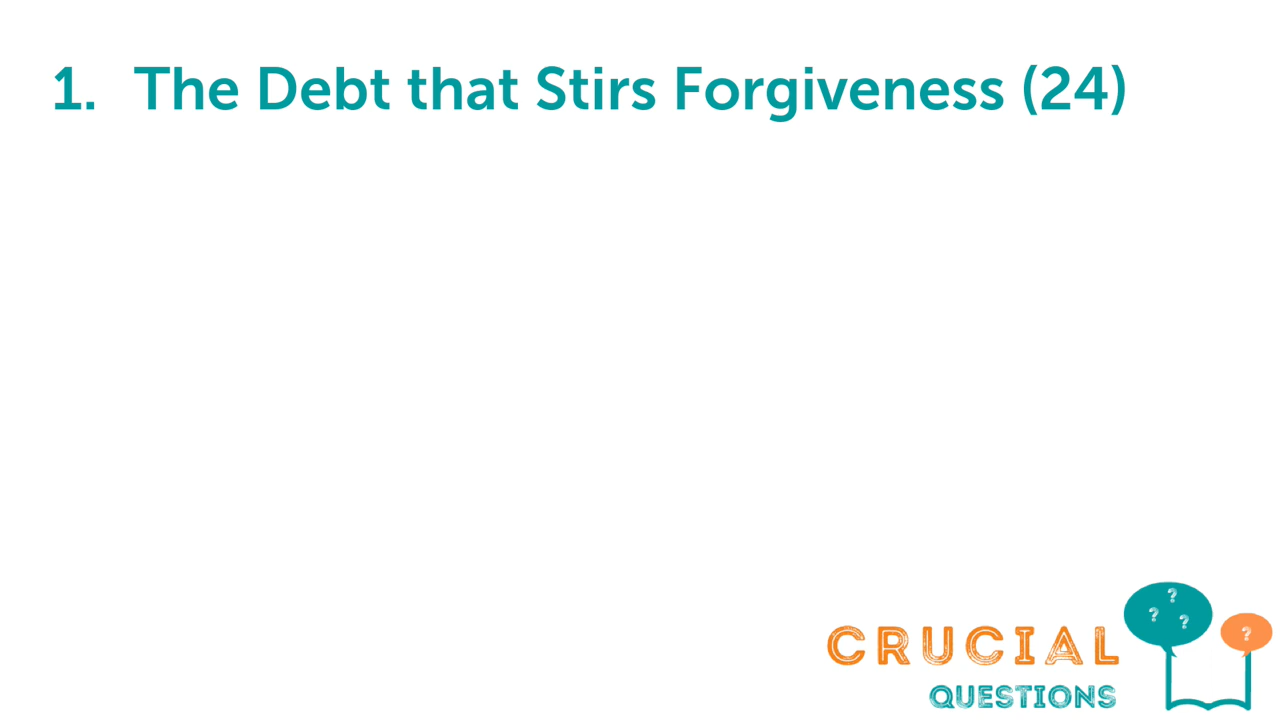 1. The Debt that Stirs Forgiveness (24)
?
? ?
?
CRUCIAL
QUESTIONS